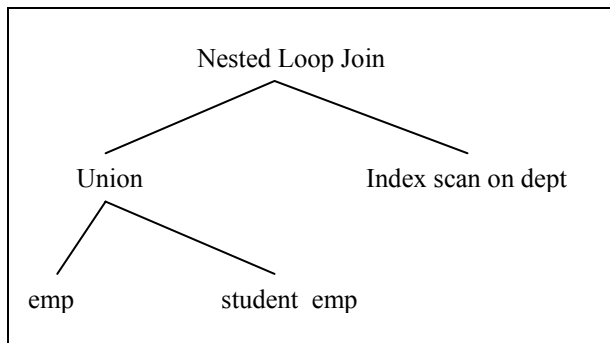 Nested Loop Join
Union
Index scan on dept
emp
student emp